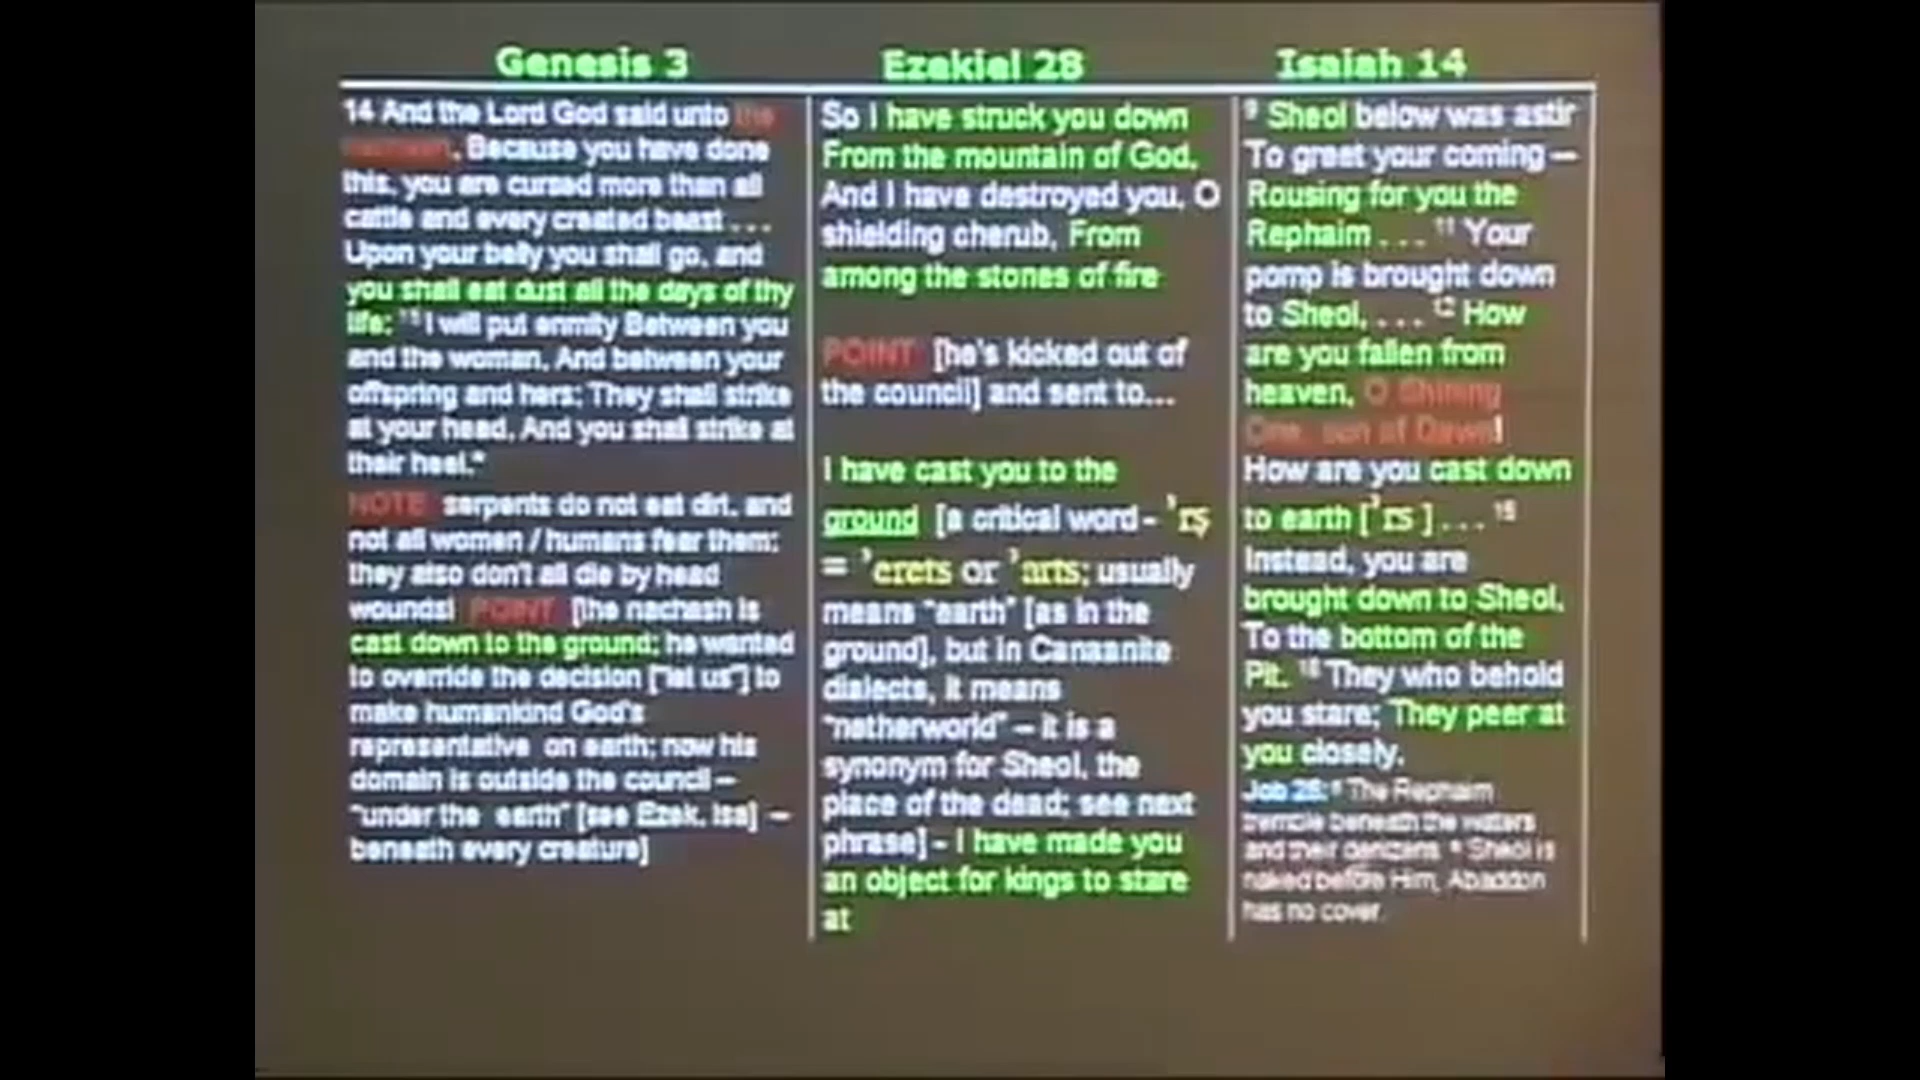 Genesis 3
14 And the Lord God said unto the
nachash, Because you have done
this, you are cursed more than all
cattle and every created beast . . .
Upon your belly you shall go, and
you shall eat dust all the days of thy
life: 15 I will put enmity Between you
and the woman, And between your
offspring and hers; They shall strike
at your head, And you shall strike at
their heel."
NOTE serpents do not eat dirt, and
not all women / humans fear them;
they also don't all die by head
wounds! POINT [the nachash is
cast down to the ground; he wanted
to override the decision ["let us"] to
make humankind God's
representative on earth; now his
domain is outside the council –
"under the earth" [see Ezek, Isa] –
beneath every creature]
Ezekiel 28
So I have struck you down
From the mountain of God,
And I have destroyed you, O
shielding cherub, From
among the stones of fire
POINT [he's kicked out of
the council] and sent to...
I have cast you to the
ground [a critical word - ʾrṣ
= ʾerets or ʾarts; usually
means "earth" [as in the
ground], but in Canaanite
dialects, it means
"netherworld" – it is a
synonym for Sheol, the
place of the dead; see next
phrase] - I have made you
an object for kings to stare
at
Isaiah 14
9 Sheol below was astir
To greet your coming —
Rousing for you the
Rephaim . . . 11 Your
pomp is brought down
to Sheol, . . . 12 How
are you fallen from
heaven, O Shining
One, son of Dawn!
How are you cast down
to earth [ʾrs ] . . . 15
Instead, you are
brought down to Sheol,
To the bottom of the
Pit. 16 They who behold
you stare; They peer at
you closely.
Job 26: The Rephaim
tremble beneath the waters
and their denizens. 6 Sheol is
naked before Him; Abaddon
has no cover.